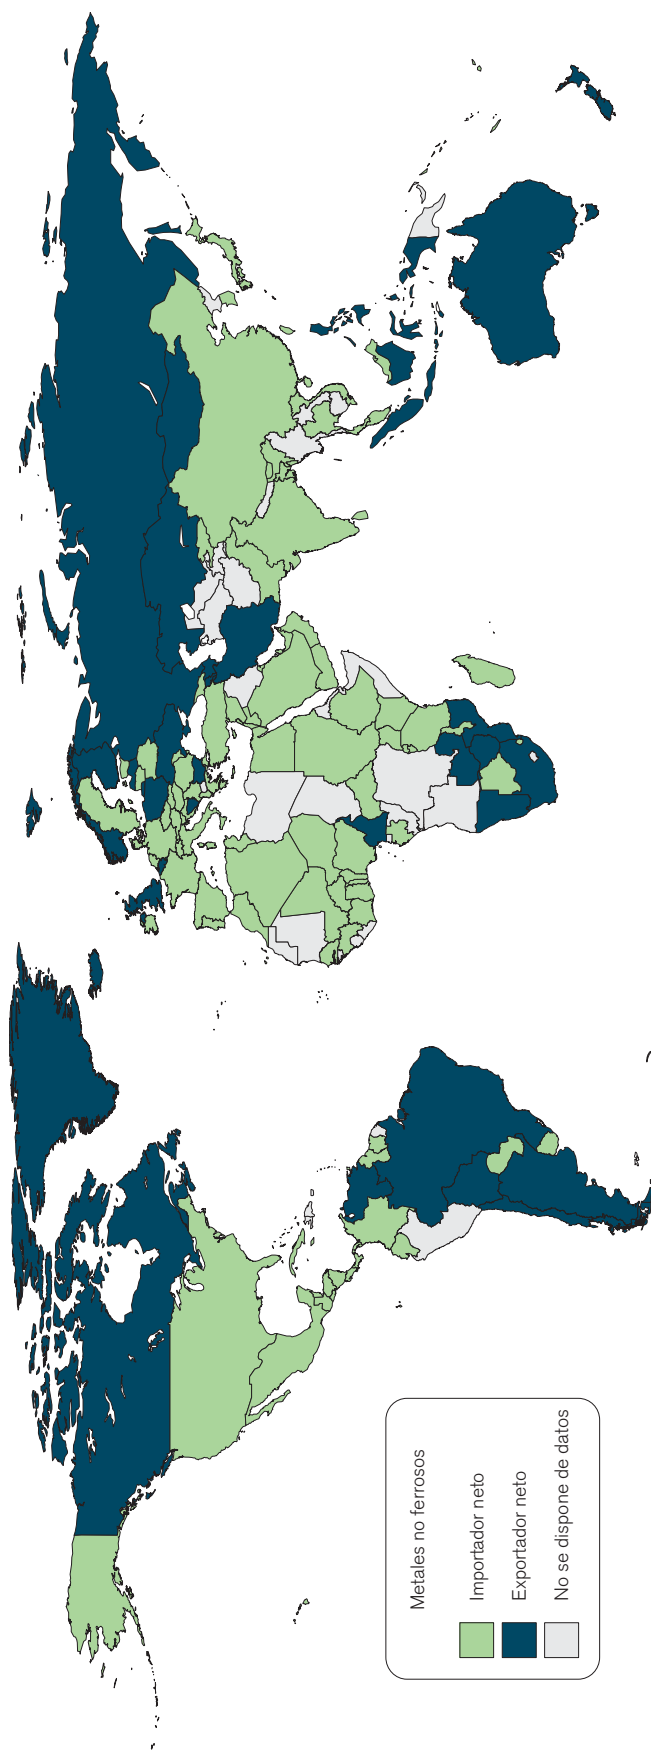 Metales no ferrosos
Importador neto
Exportador neto
No se dispone de datos